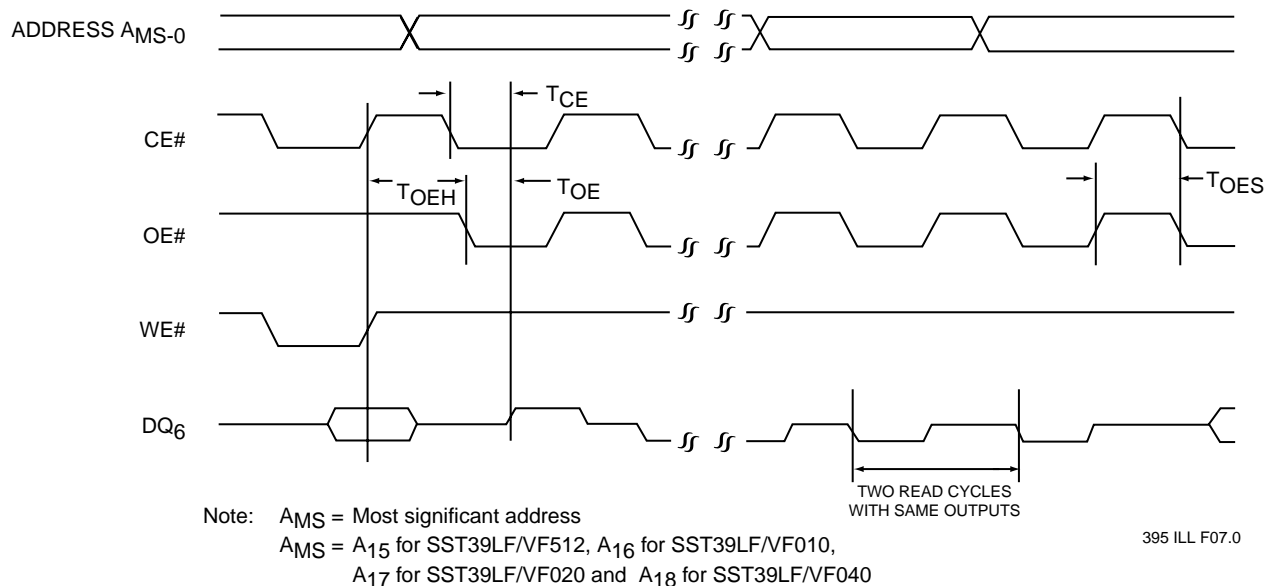 ADDRESS AMS-0
TCE
CE#
TOEH
TOE
TOES
OE#
WE#
DQ6
TWO READ CYCLES
WITH SAME OUTPUTS
Note: AMS = Most significant address
AMS = A15 for SST39LF/VF512, A16 for SST39LF/VF010,
A17 for SST39LF/VF020 and A18 for SST39LF/VF040
395 ILL F07.0